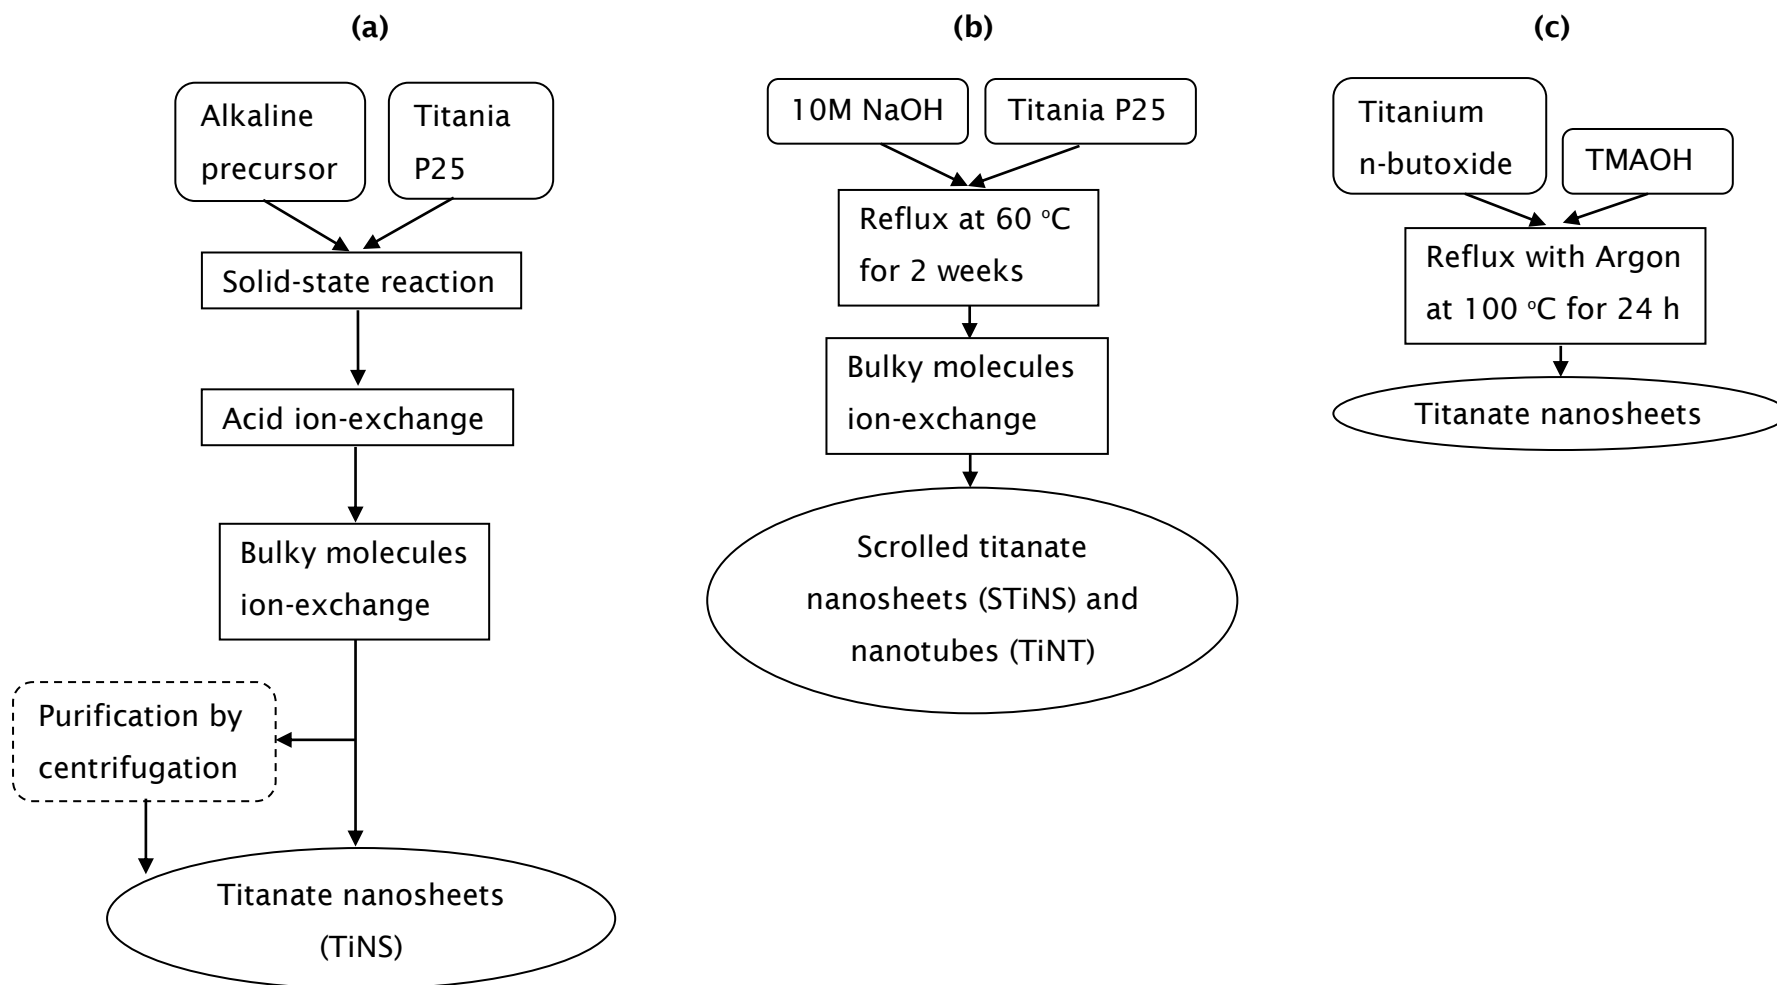 (a)
Alkaline
precursor
Titania
P25
Solid-state reaction
Acid ion-exchange
Bulky molecules
ion-exchange
Purification by
centrifugation
Titanate nanosheets
(TiNS)
(b)
10M NaOH
Titania P25
Reflux at 60 °C
for 2 weeks
Bulky molecules
ion-exchange
Scrolled titanate
nanosheets (STiNS) and
nanotubes (TiNT)
(c)
Titanium
n-butoxide
TMAOH
Reflux with Argon
at 100 °C for 24 h
Titanate nanosheets